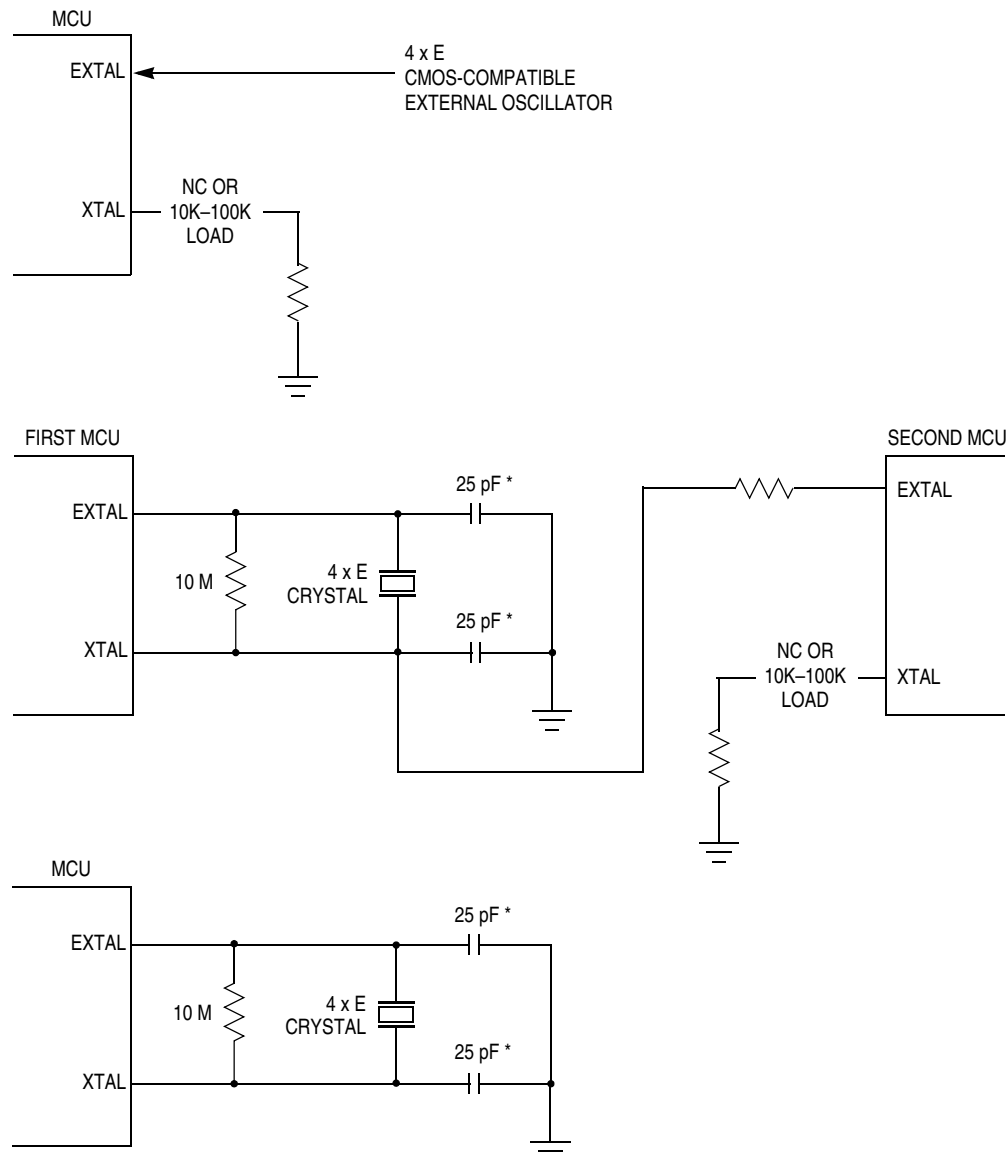 MCU
EXTAL
4 x E
CMOS-COMPATIBLE
EXTERNAL OSCILLATOR
XTAL
NC OR
10K–100K
LOAD
FIRST MCU
SECOND MCU
EXTAL
25 pF *
EXTAL
10 M
4 x E
CRYSTAL
25 pF *
XTAL
NC OR
10K–100K
LOAD
XTAL
MCU
EXTAL
25 pF *
10 M
4 x E
CRYSTAL
25 pF *
XTAL